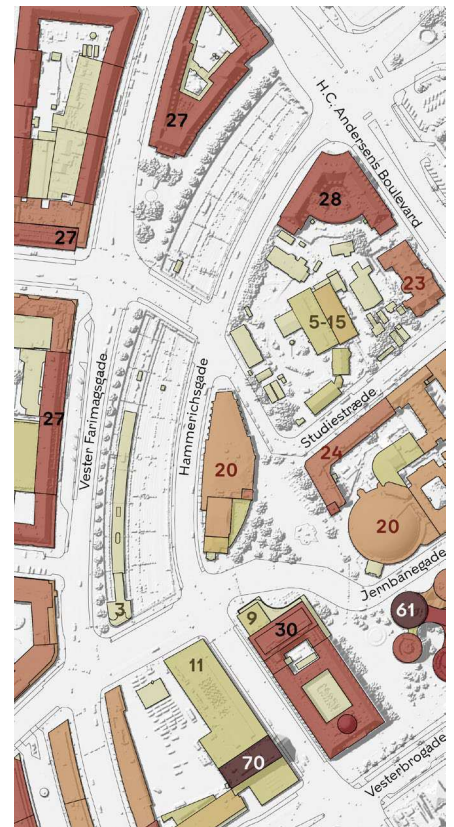 27
H.C. Andersens Boulevard
28
27
23
5-15
Vester Farimagsgade
Hammerichsgade
27
Studiestræde
24
20
20
Jernbanegade
3
9
61
30
11
70
Vesterbrogade